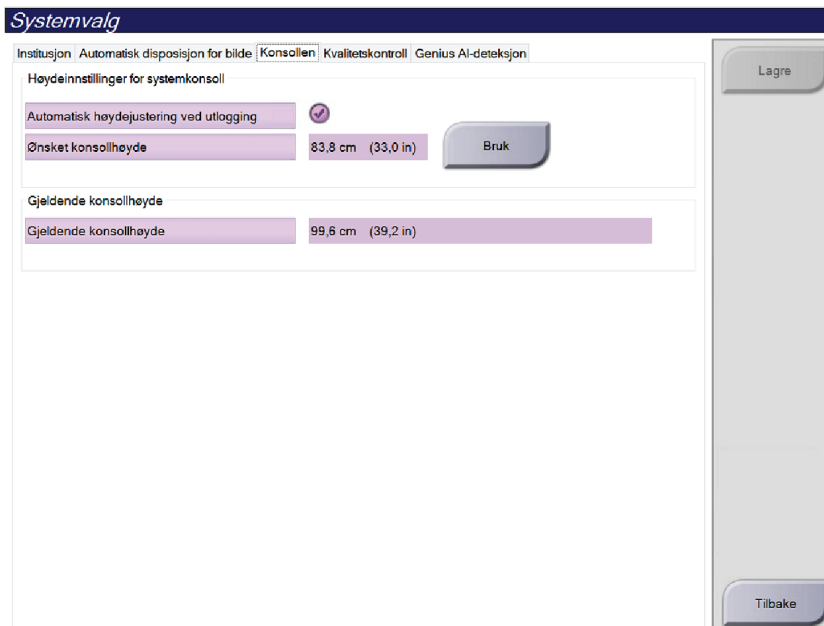 Systemvalg
Institusjon Automatisk disposisjon for bilde Konsollen Kvalitetskontroll Genius AI-deteksjon
Høydeinnstillinger for systemkonsoll
Lagre
Automatisk høydejustering ved utlogging
Ønsket konsollhøyde 83,8 cm (33,0 in) Bruk
Gjeldende konsollhøyde
Gjeldende konsollhøyde 99,6 cm (39,2 in)
Tilbake